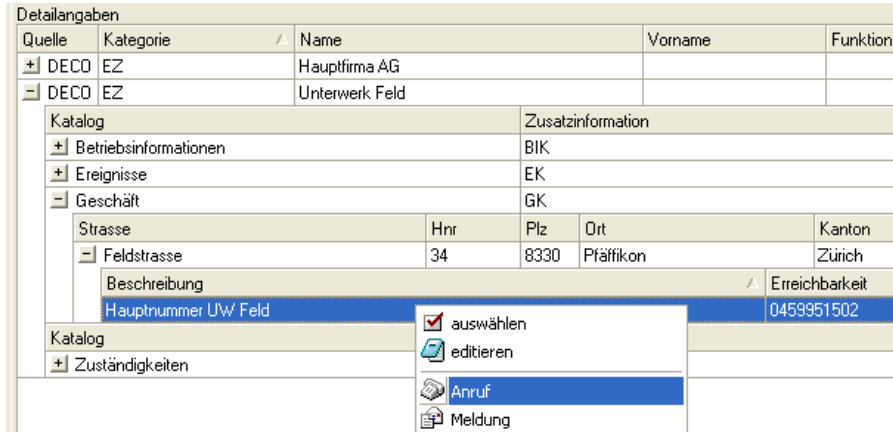 Detailangaben
Quelle Kategorie Name Vorname Funktion
DECO EZ Hauptfirma AG
DECO EZ Unterwerk Feld
Katalog Zusatzinformation
Betriebsinformationen BIK
Ereignisse EK
Geschäft GK
Strasse Hnr Plz Ort Kanton
Feldstrasse 34 8330 Pfäffikon Zürich
Beschreibung Erreichbarkeit
Hauptnummer UW Feld 0459951502
auswählen
Katalog
editieren
Zuständigkeiten
Anruf
Meldung